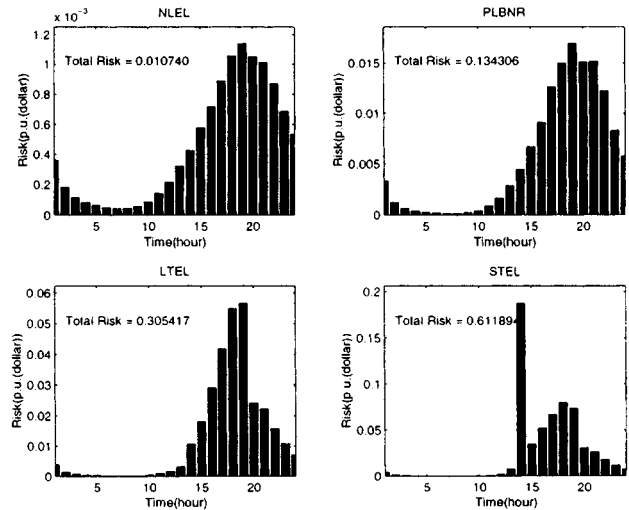 NLEL
x 10⁻³
1.2
1
0.8
0.6
0.4
0.2
0
Risk(p.u.(dollar))
Total Risk = 0.010740
5 10 15 20
Time(hour)
PLBNR
0.015
0.01
0.005
0
Risk(p.u.(dollar))
Total Risk = 0.134306
5 10 15 20
Time(hour)
LTEL
0.06
0.05
0.04
0.03
0.02
0.01
0
Risk(p.u.(dollar))
Total Risk = 0.305417
5 10 15 20
Time(hour)
STEL
0.2
0.15
0.1
0.05
0
Risk(p.u.(dollar))
Total Risk = 0.611894
5 10 15 20
Time(hour)